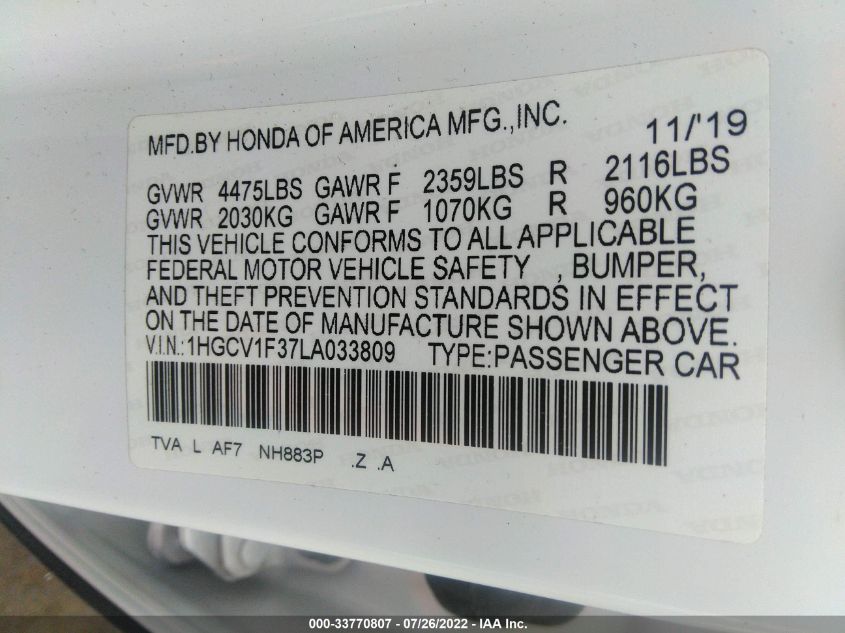 MFD.BY HONDA OF AMERICA MFG.,INC. 11/'19
GVWR 4475LBS GAWR F 2359LBS R 2116LBS
GVWR 2030KG GAWR F 1070KG R 960KG
THIS VEHICLE CONFORMS TO ALL APPLICABLE
FEDERAL MOTOR VEHICLE SAFETY , BUMPER,
AND THEFT PREVENTION STANDARDS IN EFFECT
ON THE DATE OF MANUFACTURE SHOWN ABOVE.
V.I.N.:1HGCV1F37LA033809 TYPE:PASSENGER CAR
TVA L AF7 NH883P .Z .A
000-33770807 - 07/26/2022 - IAA Inc.